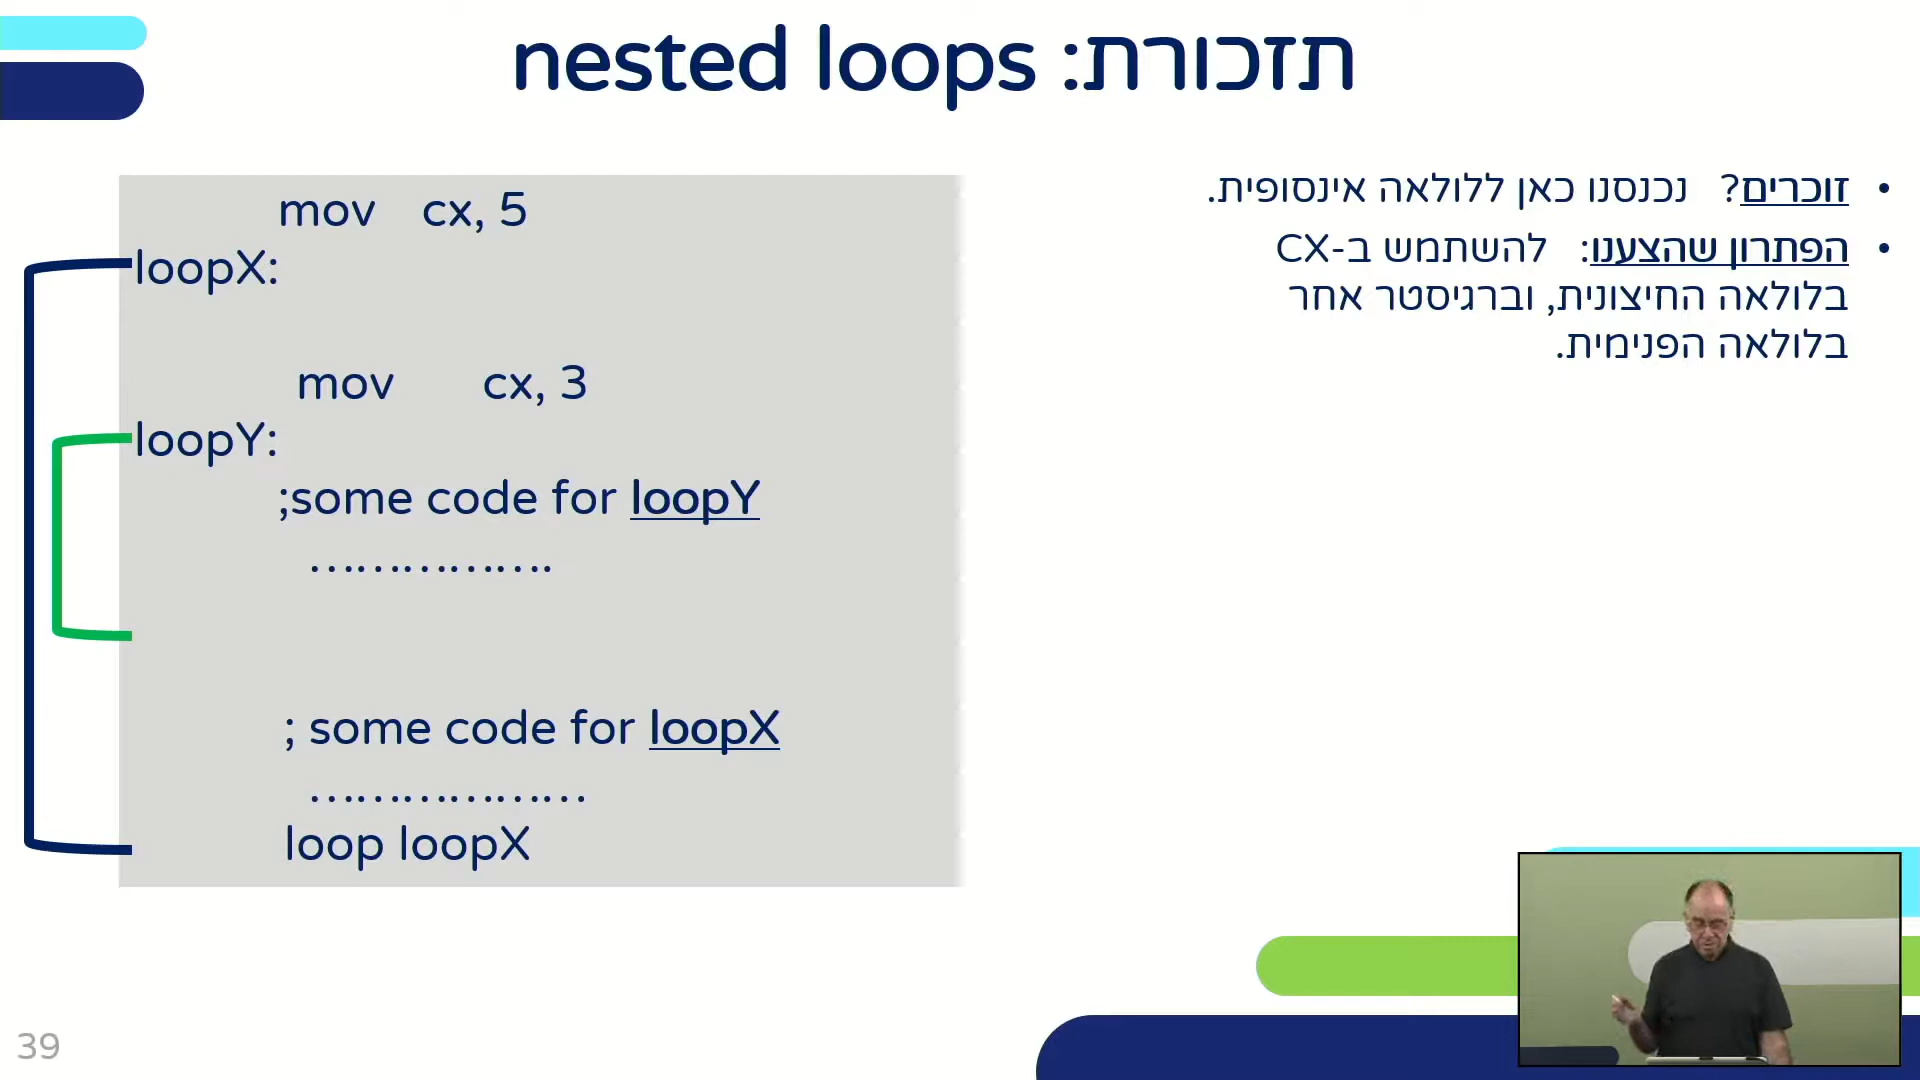 תזכורת: nested loops
mov cx, 5
loopX:
mov cx, 3
loopY:
;some code for loopY
…………….
; some code for loopX
………………
loop loopX
• זוכרים? נכנסנו כאן ללולאה אינסופית.
• הפתרון שהצענו: להשתמש ב-CX
בלולאה החיצונית, וברגיסטר אחר
בלולאה הפנימית.
39